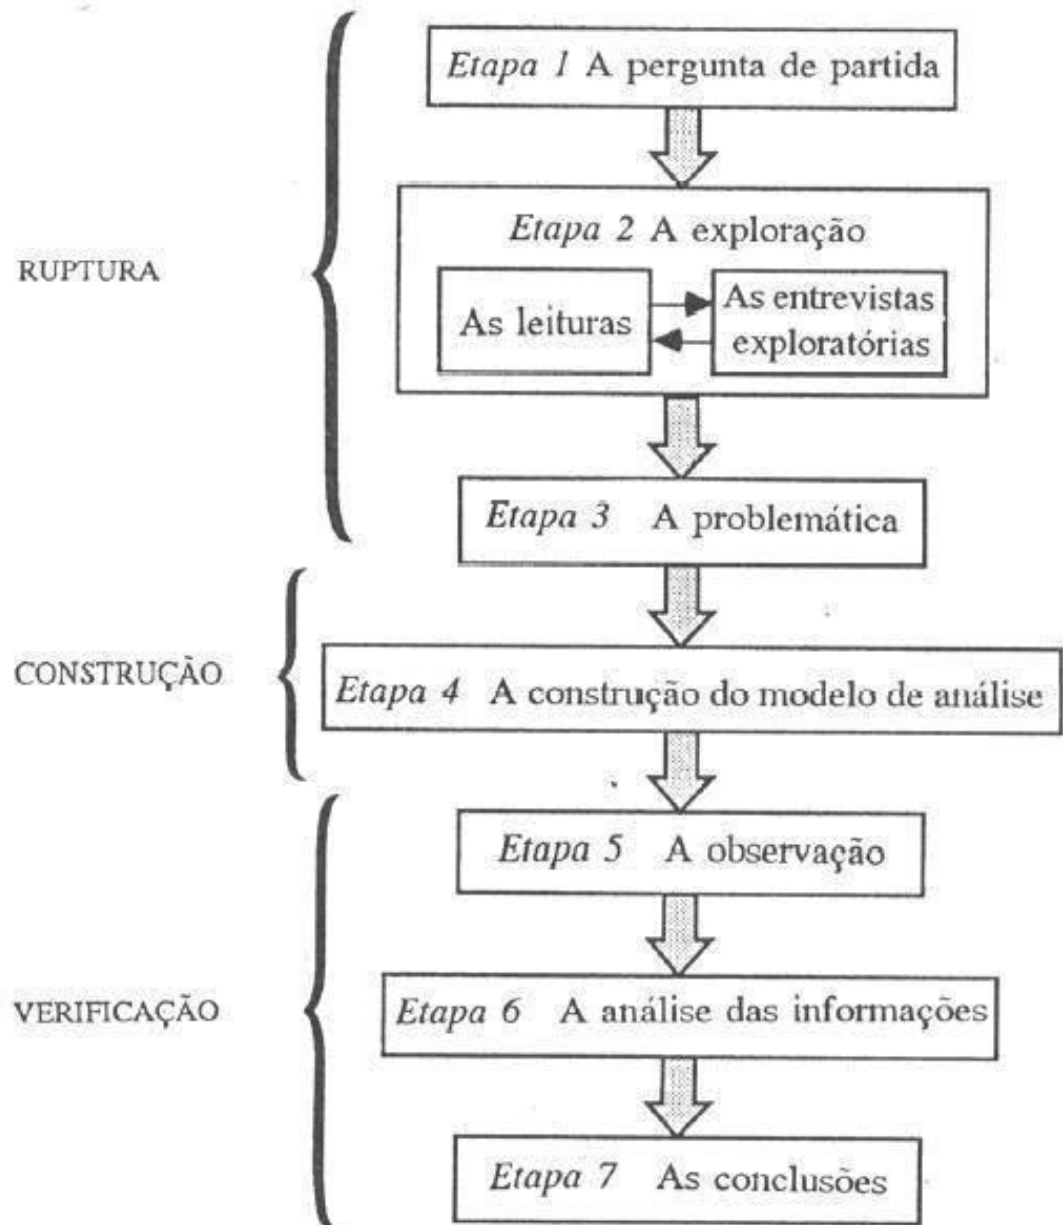 Etapa 1 A pergunta de partida
Etapa 2 A exploração
RUPTURA
As leituras
As entrevistas
exploratórias
Etapa 3 A problemática
CONSTRUÇÃO
Etapa 4 A construção do modelo de análise
Etapa 5 A observação
VERIFICAÇÃO
Etapa 6 A análise das informações
Etapa 7 As conclusões